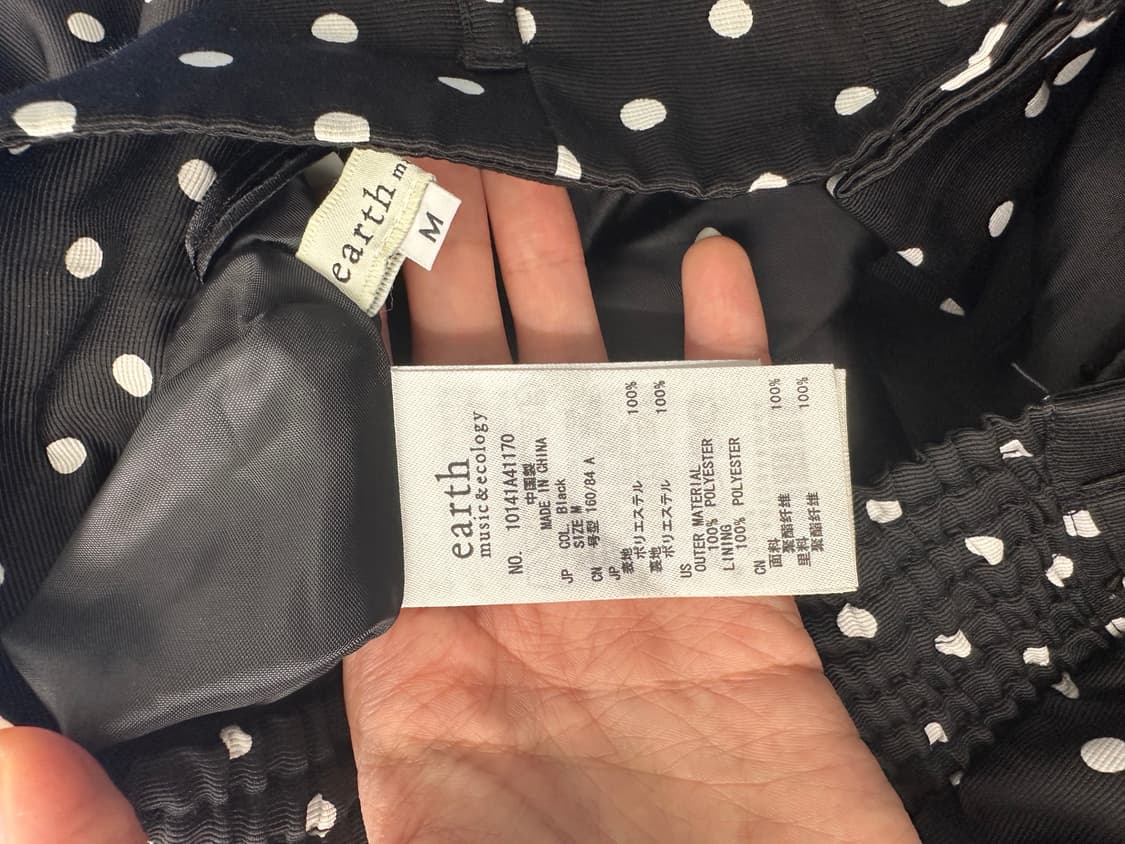 earth m
M
earth
music&ecology
NO. 10141A41170
中国製
MADE IN CHINA
JP COL Black
SIZE M
CN 号型 160/84 A
JP
表地
ポリエステル 100%
裏地
ポリエステル 100%
US
OUTER MATERIAL
100% POLYESTER
LINING
100% POLYESTER
CN
面料
聚酯纤维 100%
里料
聚酯纤维 100%